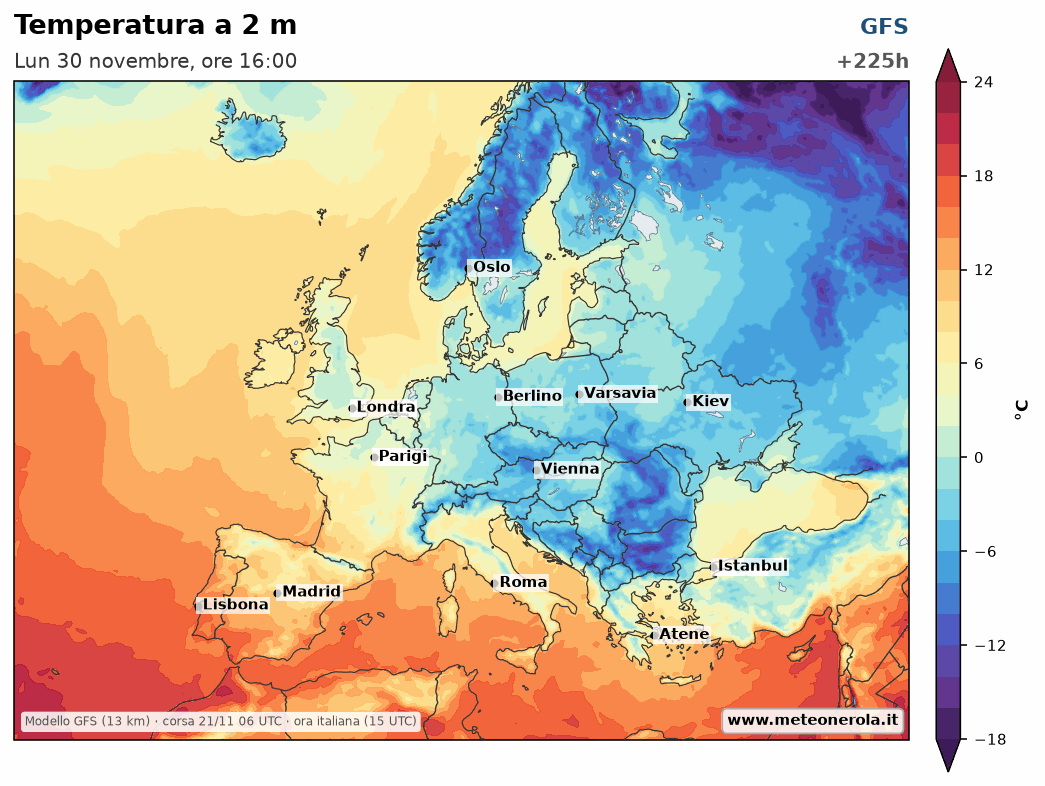 Temperatura a 2 m
GFS
Lun 30 novembre, ore 16:00
+225h
24
18
12
6
0
−6
−12
−18
°C
Oslo
Berlino
Varsavia
Kiev
Londra
Parigi
Vienna
Istanbul
Roma
Madrid
Lisbona
Atene
Modello GFS (13 km) · corsa 21/11 06 UTC · ora italiana (15 UTC)
www.meteonerola.it